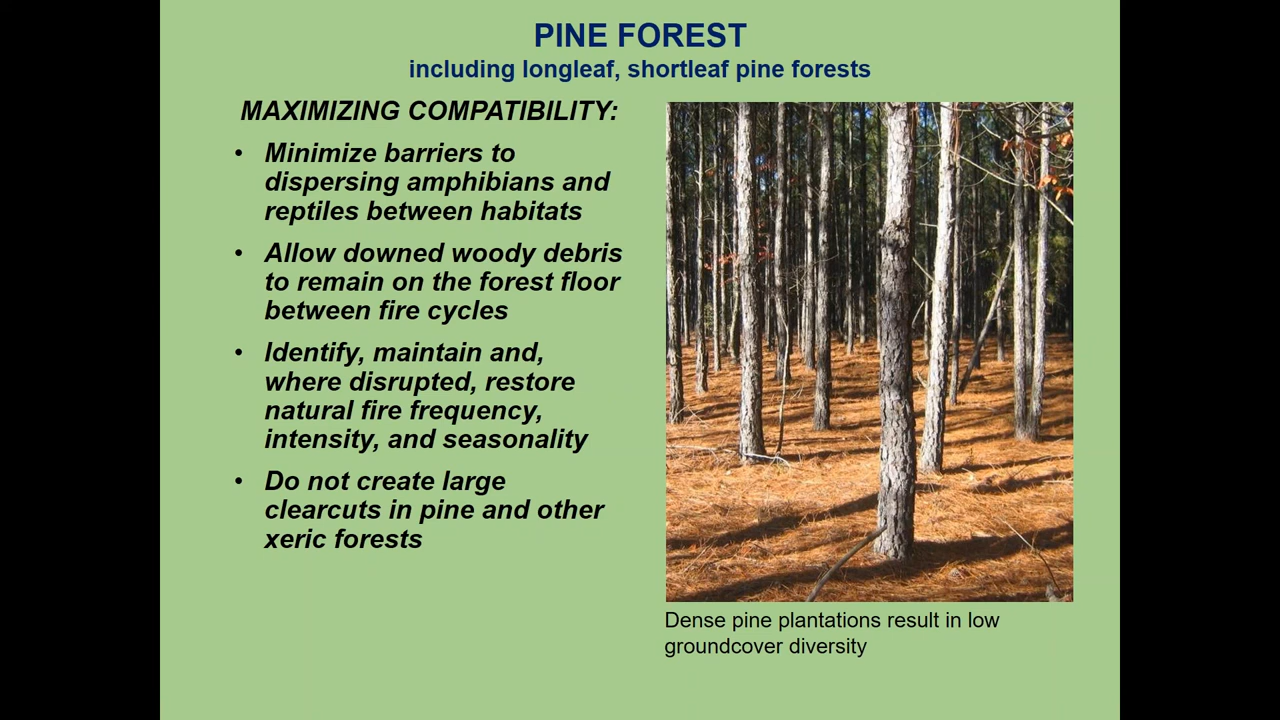 PINE FOREST
including longleaf, shortleaf pine forests
MAXIMIZING COMPATIBILITY:
• Minimize barriers to
dispersing amphibians and
reptiles between habitats
• Allow downed woody debris
to remain on the forest floor
between fire cycles
• Identify, maintain and,
where disrupted, restore
natural fire frequency,
intensity, and seasonality
• Do not create large
clearcuts in pine and other
xeric forests
Dense pine plantations result in low
groundcover diversity